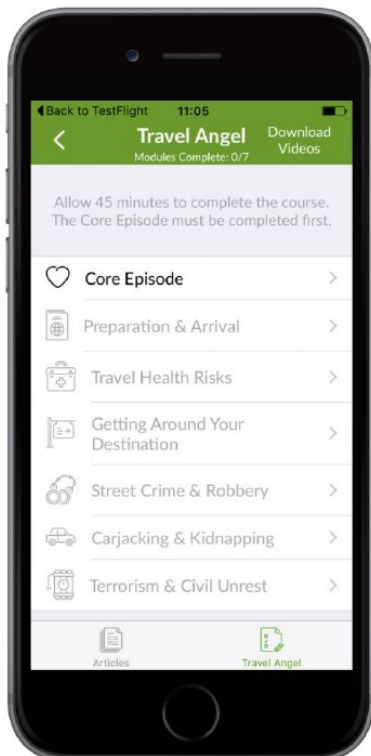 Back to TestFlight 11:05
Travel Angel
Modules Complete: 0/7
Download
Videos
Allow 45 minutes to complete the course.
The Core Episode must be completed first.
Core Episode
Preparation & Arrival
Travel Health Risks
Getting Around Your
Destination
Street Crime & Robbery
Carjacking & Kidnapping
Terrorism & Civil Unrest
Articles
Travel Angel